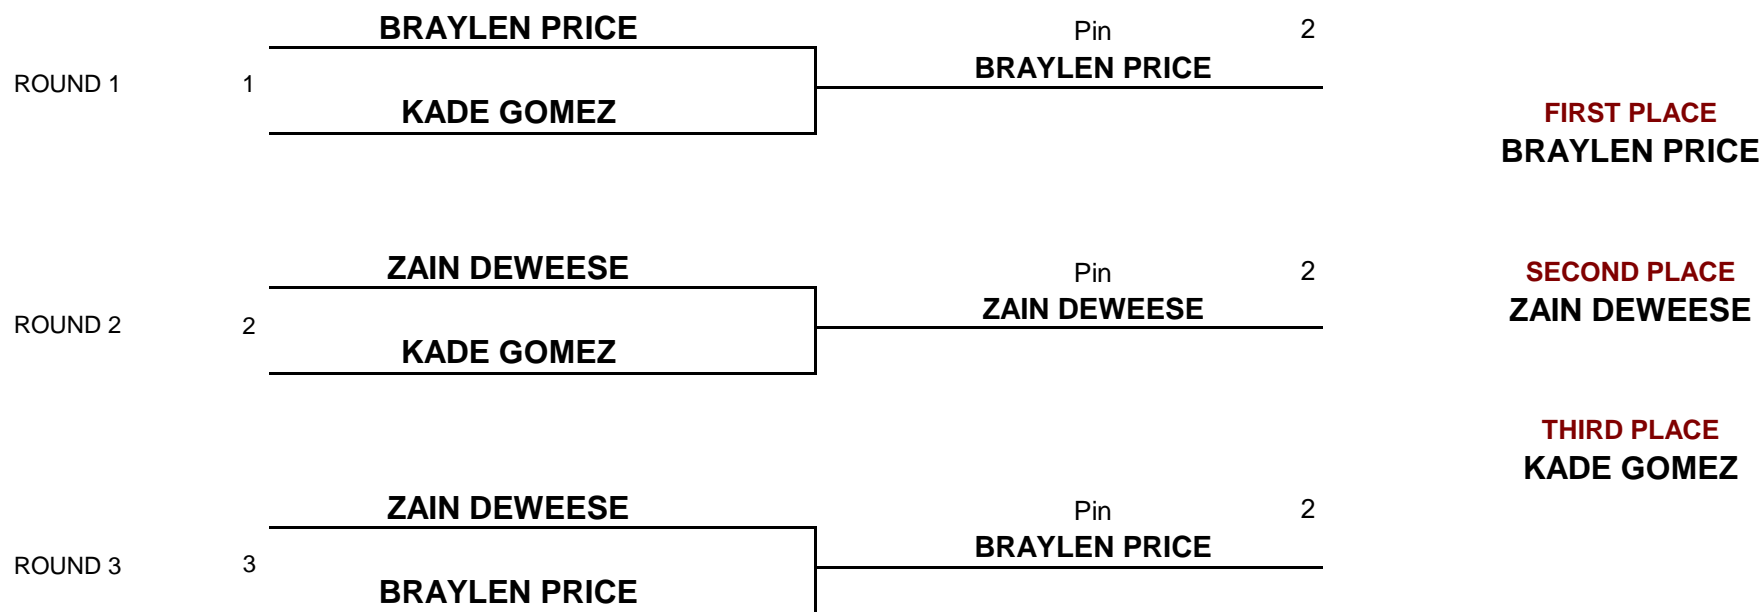 BRAYLEN PRICE
Pin 2
BRAYLEN PRICE
ROUND 1 1
KADE GOMEZ
FIRST PLACE
BRAYLEN PRICE
ZAIN DEWEESE
Pin 2
SECOND PLACE
ZAIN DEWEESE
ZAIN DEWEESE
ROUND 2 2
KADE GOMEZ
THIRD PLACE
KADE GOMEZ
ZAIN DEWEESE
Pin 2
BRAYLEN PRICE
ROUND 3 3
BRAYLEN PRICE